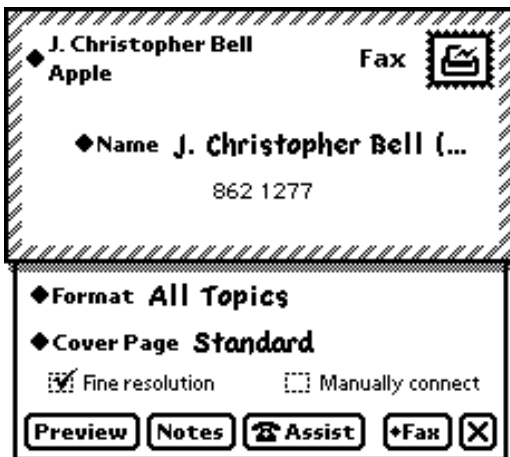 J. Christopher Bell
Apple
Fax
Name J. Christopher Bell (...
862 1277
Format All Topics
Cover Page Standard
Fine resolution Manually connect
Preview Notes Assist Fax X